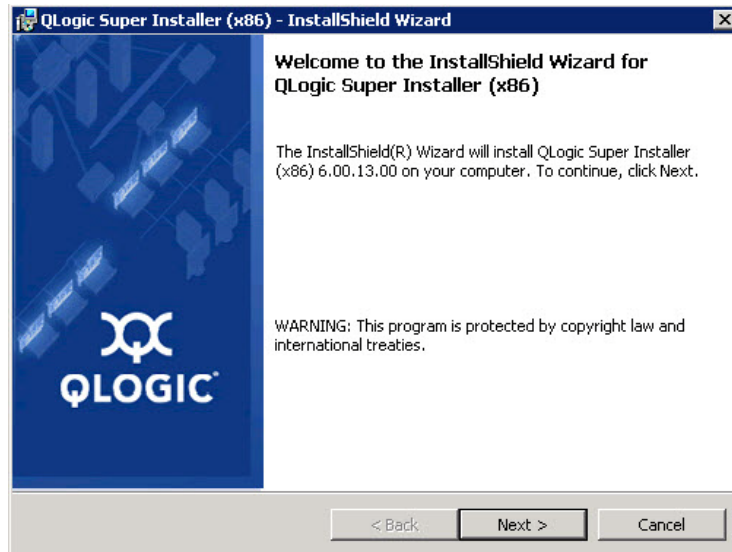 QLogic Super Installer (x86) - InstallShield Wizard
Welcome to the InstallShield Wizard for
QLogic Super Installer (x86)
The InstallShield(R) Wizard will install QLogic Super Installer
(x86) 6.00.13.00 on your computer. To continue, click Next.
WARNING: This program is protected by copyright law and
international treaties.
QLOGIC
< Back
Next >
Cancel